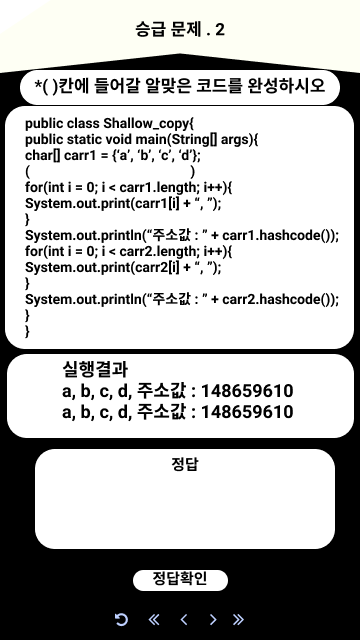 승급 문제 . 2
*( )칸에 들어갈 알맞은 코드를 완성하시오
public class Shallow_copy{
public static void main(String[] args){
char[] carr1 = {‘a’, ‘b’, ‘c’, ‘d’};
( )
for(int i = 0; i < carr1.length; i++){
System.out.print(carr1[i] + “, ”);
}
System.out.println(“주소값 : ” + carr1.hashcode());
for(int i = 0; i < carr2.length; i++){
System.out.print(carr2[i] + “, ”);
}
System.out.println(“주소값 : ” + carr2.hashcode());
}
}
실행결과
a, b, c, d, 주소값 : 148659610
a, b, c, d, 주소값 : 148659610
정답
정답확인